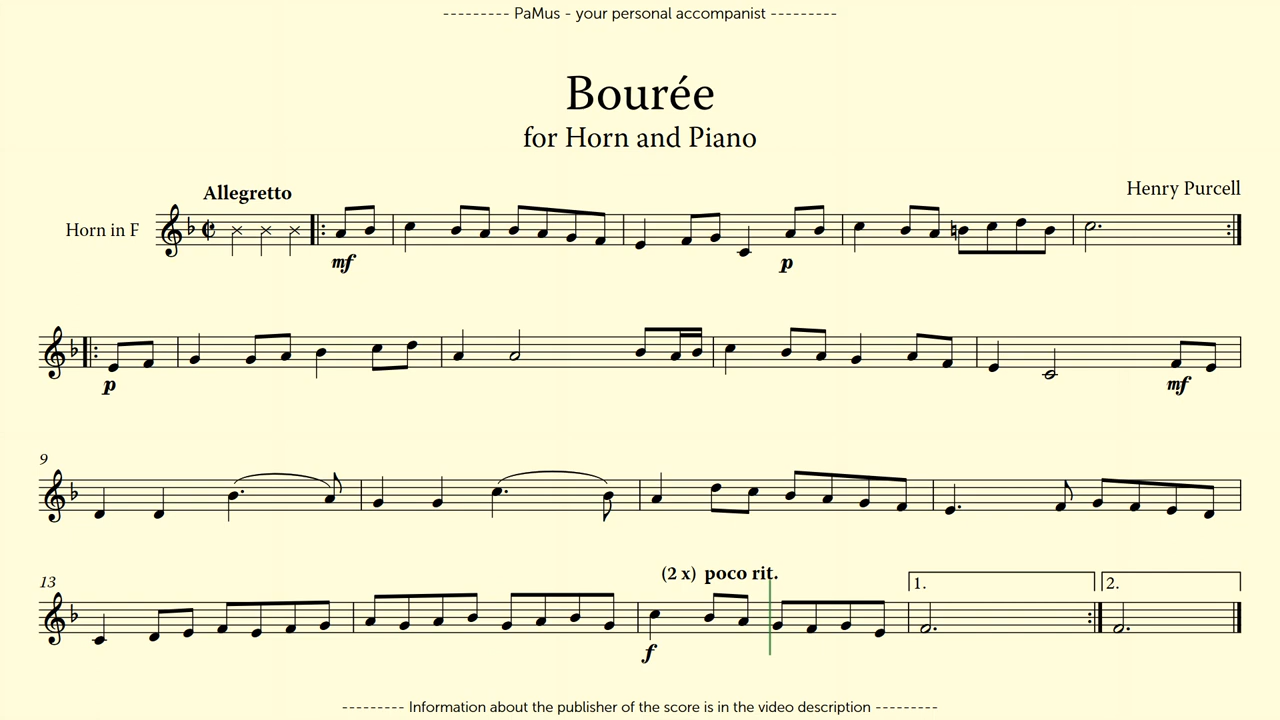 --------- PaMus - your personal accompanist ---------
Bourée
for Horn and Piano
Henry Purcell
Allegretto
Horn in F
mf
p
p
mf
9
13
(2 x) poco rit.
1.
2.
f
--------- Information about the publisher of the score is in the video description ---------